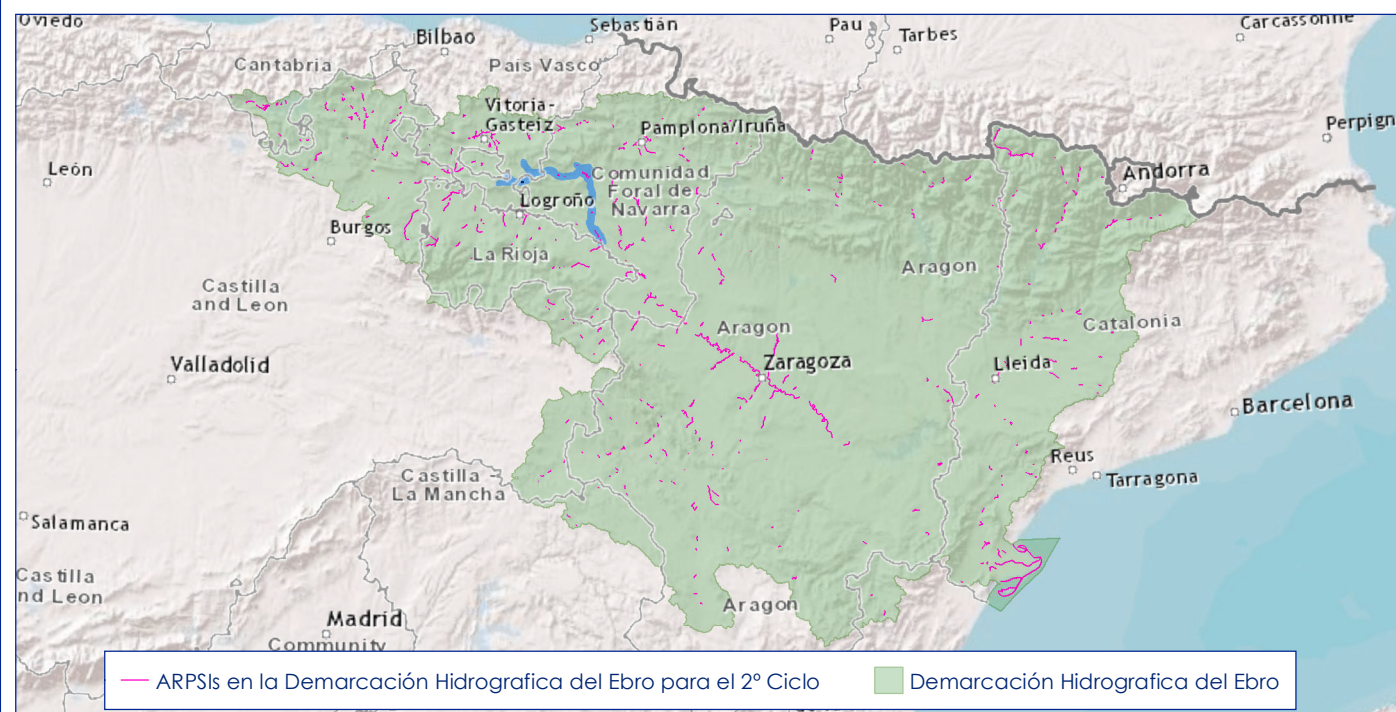 Oviedo
Sebastián
Pau
Carcassonne
Bilbao
Tarbes
Cantabria
País Vasco
Vitoria-
Gasteiz
Pamplona/Iruña
Perpign
León
Comunidad
Foral de
Navarra
Andorra
Logroño
Burgos
La Rioja
Aragon
Castilla
and Leon
Aragon
Catalonia
Valladolid
Zaragoza
Lleida
Barcelona
Reus
Castilla
La Mancha
Tarragona
Salamanca
Castilla
nd Leon
Aragon
Madrid
Community
ARPSIs en la Demarcación Hidrografica del Ebro para el 2º Ciclo
Demarcación Hidrografica del Ebro